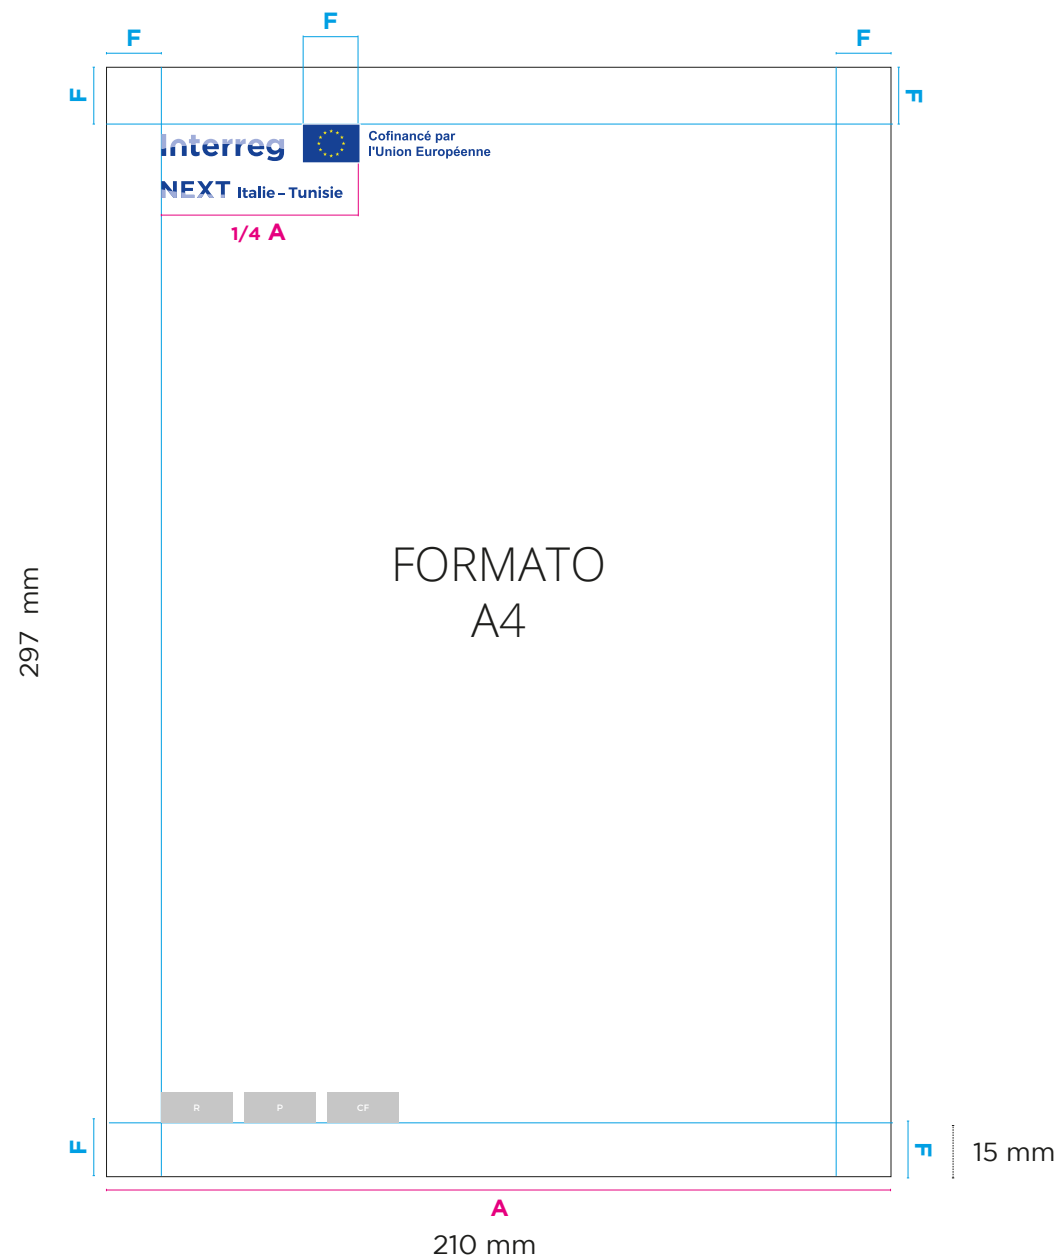 F
F
F
F
F
Interreg
Cofinancé par
l'Union Européenne
NEXT Italie – Tunisie
1/4 A
FORMATO
A4
297 mm
R
P
CF
F
F
15 mm
A
210 mm